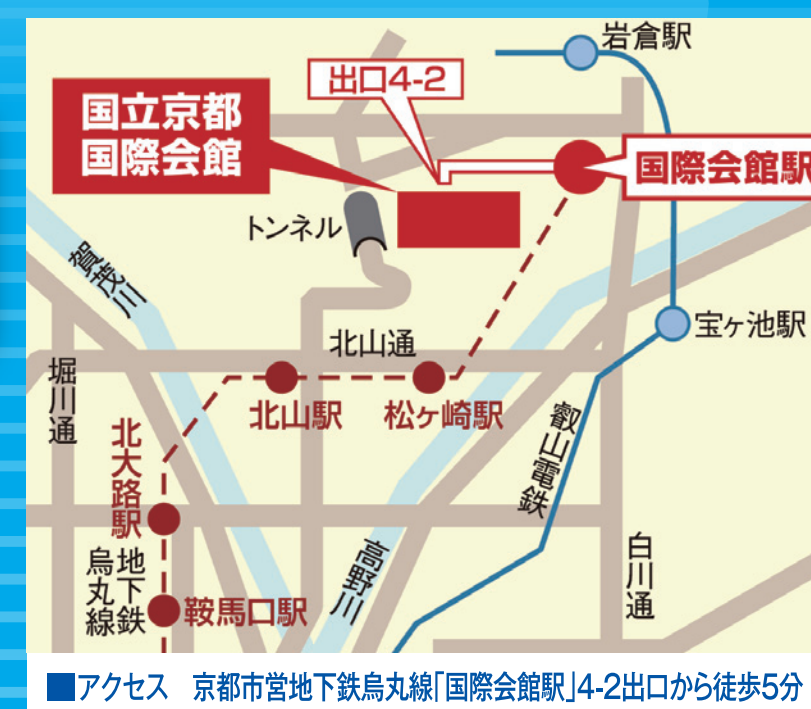 岩倉駅
出口4-2
国立京都
国際会館
国際会館駅
トンネル
賀茂川
宝ヶ池駅
北山通
堀川通
北山駅
松ヶ崎駅
叡山電鉄
北大路駅
地下鉄
烏丸線
高野川
白川通
鞍馬口駅
■アクセス 京都市営地下鉄烏丸線「国際会館駅」4-2出口から徒歩5分